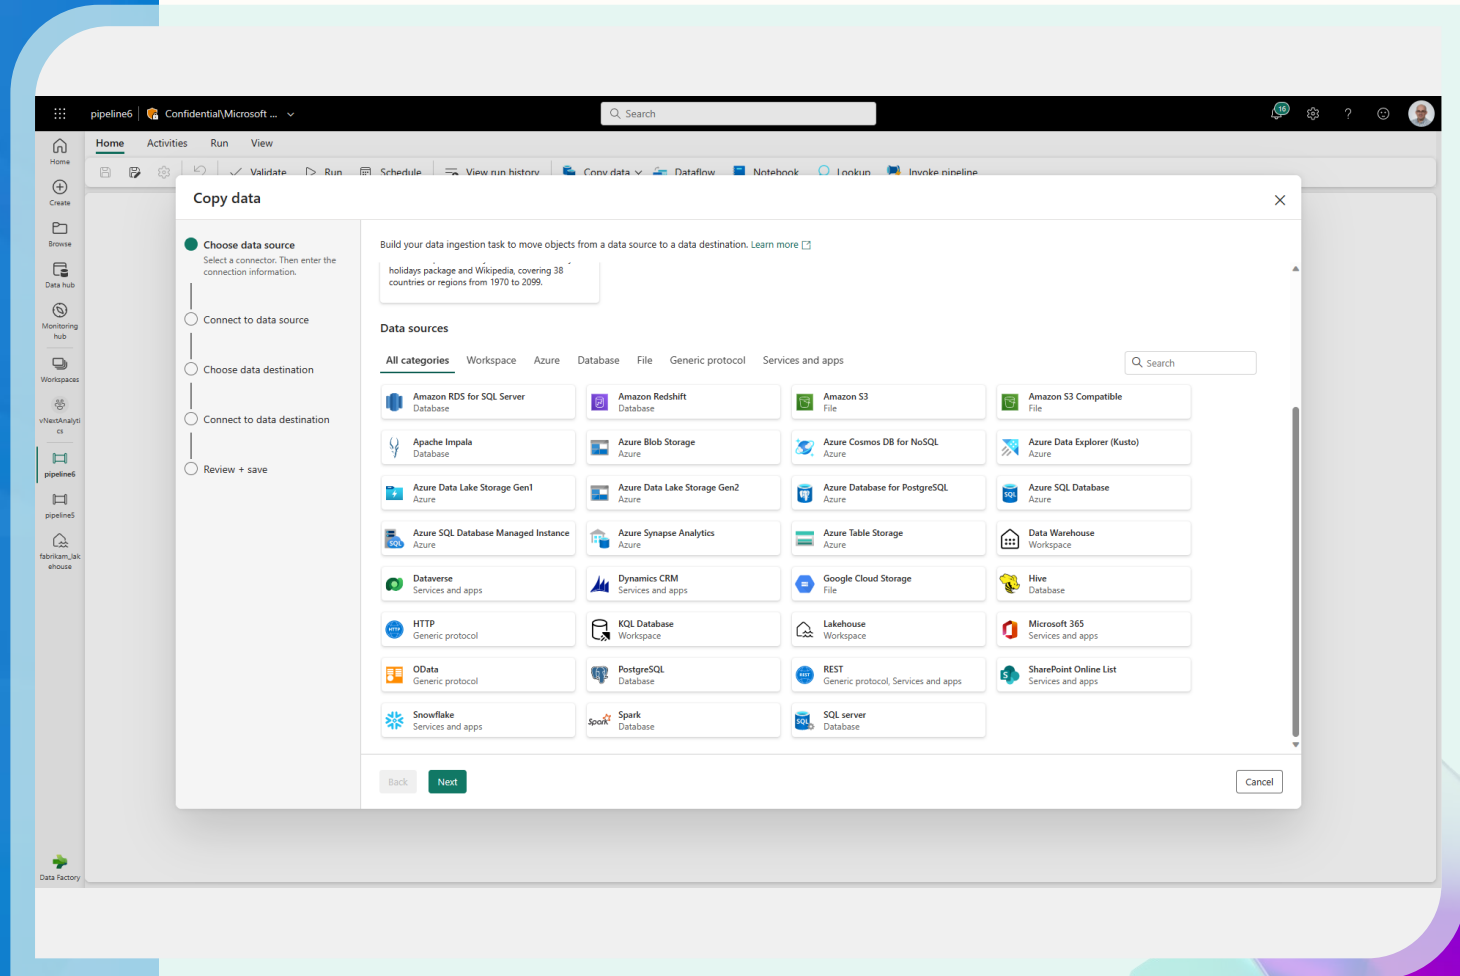 pipeline6
Confidential\Microsoft ...
Search
16
Home
Activities
Run
View
Validate
Run
Schedule
View run history
Copy data
Dataflow
Notebook
Lookup
Invoke pipeline
Home
Create
Browse
Data hub
Monitoring
hub
Workspaces
vNextAnalyti
cs
pipeline6
pipeline5
fabrikam_lak
ehouse
Data Factory
Copy data
Choose data source
Select a connector. Then enter the
connection information.
Connect to data source
Choose data destination
Connect to data destination
Review + save
Build your data ingestion task to move objects from a data source to a data destination. Learn more
holidays package and Wikipedia, covering 38
countries or regions from 1970 to 2099.
Data sources
All categories
Workspace
Azure
Database
File
Generic protocol
Services and apps
Search
Amazon RDS for SQL Server
Database
Amazon Redshift
Database
Amazon S3
File
Amazon S3 Compatible
File
Apache Impala
Database
Azure Blob Storage
Azure
Azure Cosmos DB for NoSQL
Azure
Azure Data Explorer (Kusto)
Azure
Azure Data Lake Storage Gen1
Azure
Azure Data Lake Storage Gen2
Azure
Azure Database for PostgreSQL
Azure
SQL
Azure SQL Database
Azure
SQL
Azure SQL Database Managed Instance
Azure
Azure Synapse Analytics
Azure
Azure Table Storage
Azure
Data Warehouse
Workspace
Dataverse
Services and apps
Dynamics CRM
Services and apps
Google Cloud Storage
File
Hive
Database
HTTP
HTTP
Generic protocol
KQL Database
Workspace
Lakehouse
Workspace
Microsoft 365
Services and apps
OData
Generic protocol
PostgreSQL
Database
REST
REST
Generic protocol, Services and apps
S
SharePoint Online List
Services and apps
Snowflake
Services and apps
Spark
Spark
Database
SQL
SQL server
Database
Back
Next
Cancel